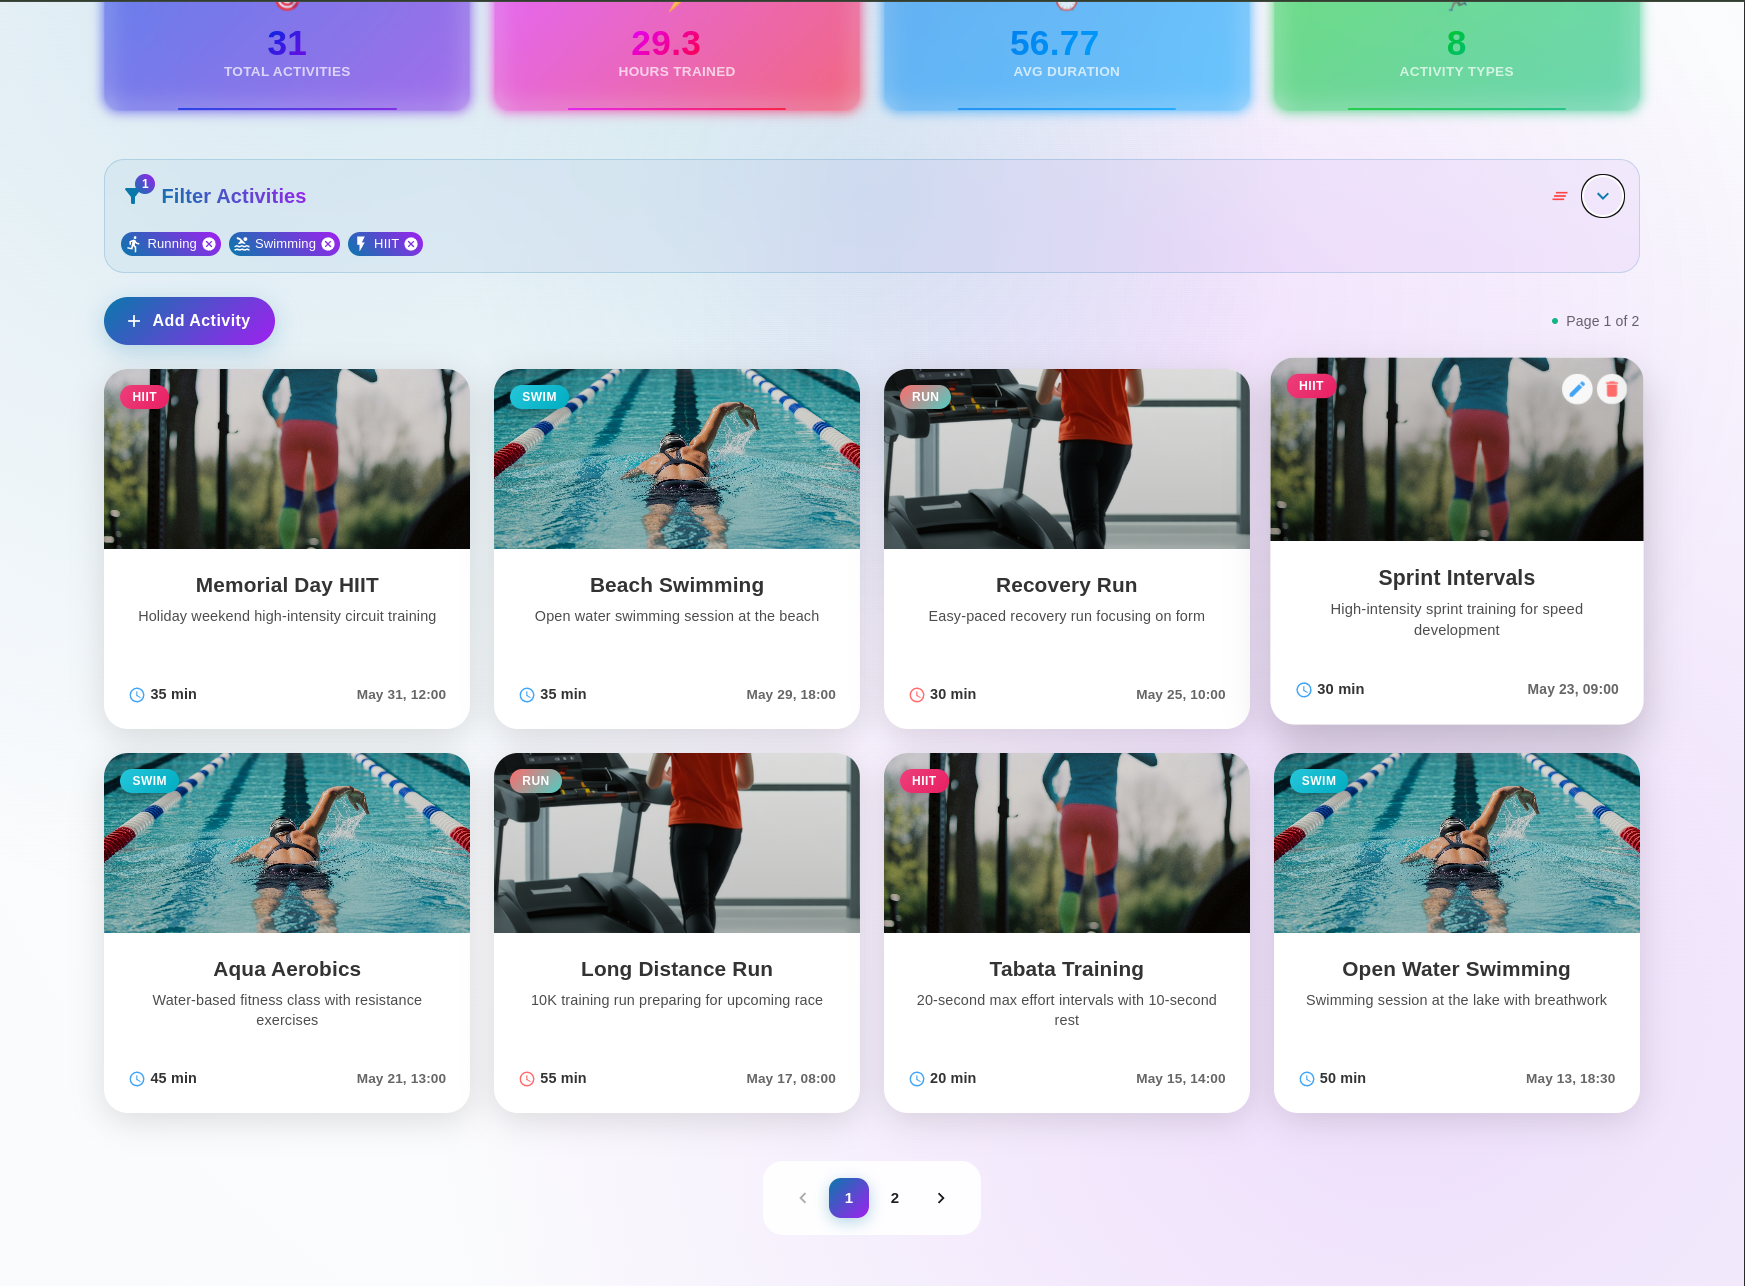 31
TOTAL ACTIVITIES
29.3
HOURS TRAINED
56.77
AVG DURATION
8
ACTIVITY TYPES
1
Filter Activities
Running
Swimming
HIIT
+ Add Activity
Page 1 of 2
HIIT
Memorial Day HIIT
Holiday weekend high-intensity circuit training
35 min
May 31, 12:00
SWIM
Beach Swimming
Open water swimming session at the beach
35 min
May 29, 18:00
RUN
Recovery Run
Easy-paced recovery run focusing on form
30 min
May 25, 10:00
HIIT
Sprint Intervals
High-intensity sprint training for speed
development
30 min
May 23, 09:00
SWIM
Aqua Aerobics
Water-based fitness class with resistance
exercises
45 min
May 21, 13:00
RUN
Long Distance Run
10K training run preparing for upcoming race
55 min
May 17, 08:00
HIIT
Tabata Training
20-second max effort intervals with 10-second
rest
20 min
May 15, 14:00
SWIM
Open Water Swimming
Swimming session at the lake with breathwork
50 min
May 13, 18:30
1
2